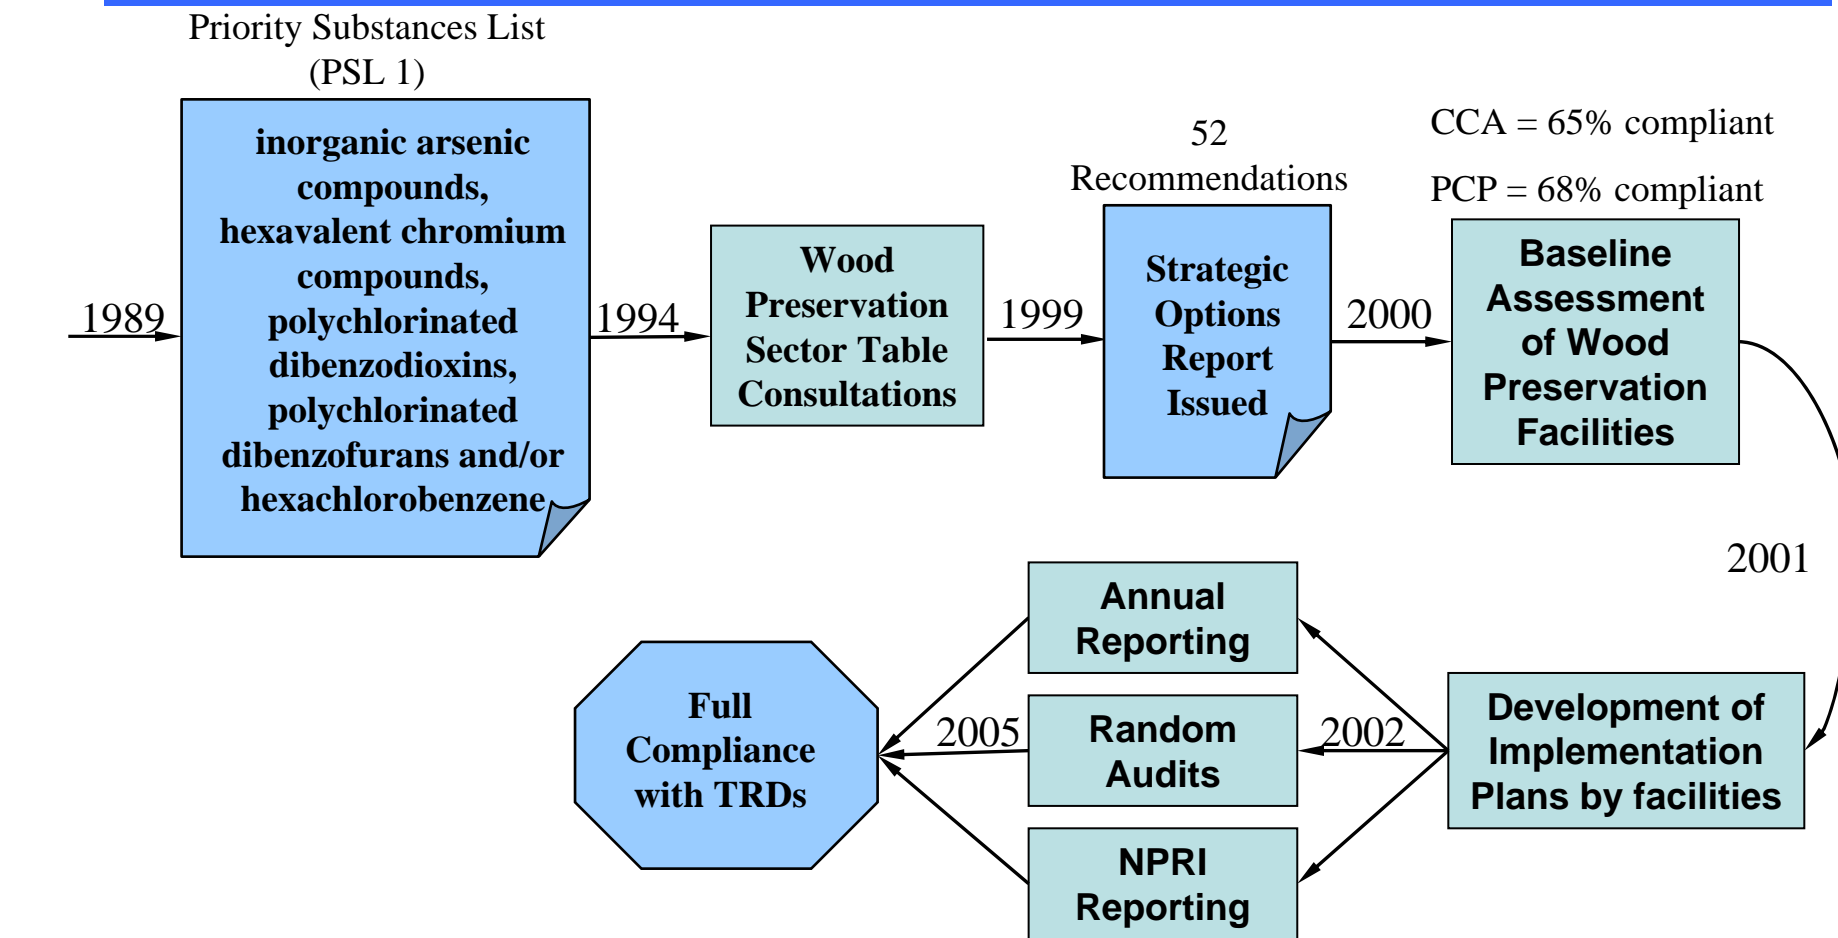 Priority Substances List
(PSL 1)
1989
inorganic arsenic
compounds,
hexavalent chromium
compounds,
polychlorinated
dibenzodioxins,
polychlorinated
dibenzofurans and/or
hexachlorobenzene
1994
Wood
Preservation
Sector Table
Consultations
1999
52
Recommendations
Strategic
Options
Report
Issued
2000
CCA = 65% compliant
PCP = 68% compliant
Baseline
Assessment
of Wood
Preservation
Facilities
2001
Development of
Implementation
Plans by facilities
2002
Annual
Reporting
Random
Audits
NPRI
Reporting
2005
Full
Compliance
with TRDs